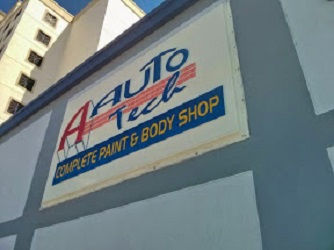 A AUTO
Tech
COMPLETE PAINT & BODY SHOP